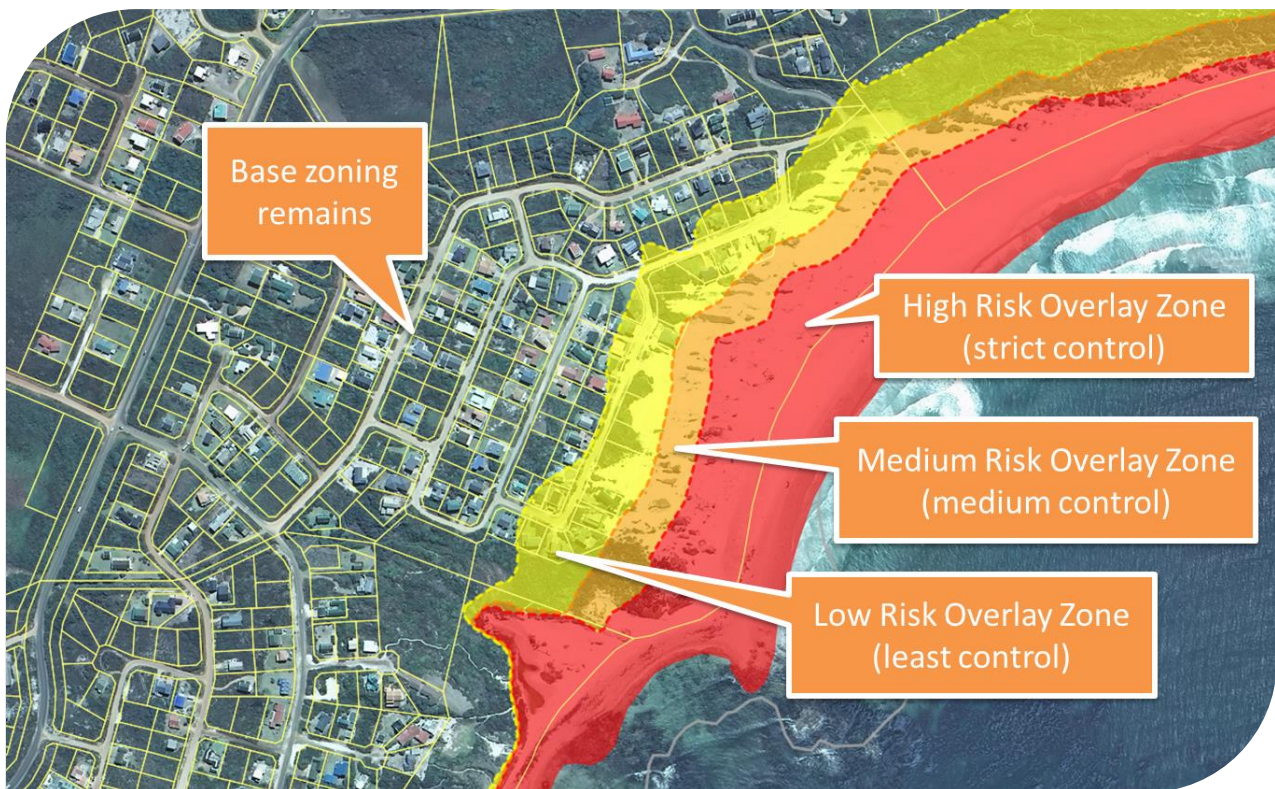 Base zoning
remains
High Risk Overlay Zone
(strict control)
Medium Risk Overlay Zone
(medium control)
Low Risk Overlay Zone
(least control)